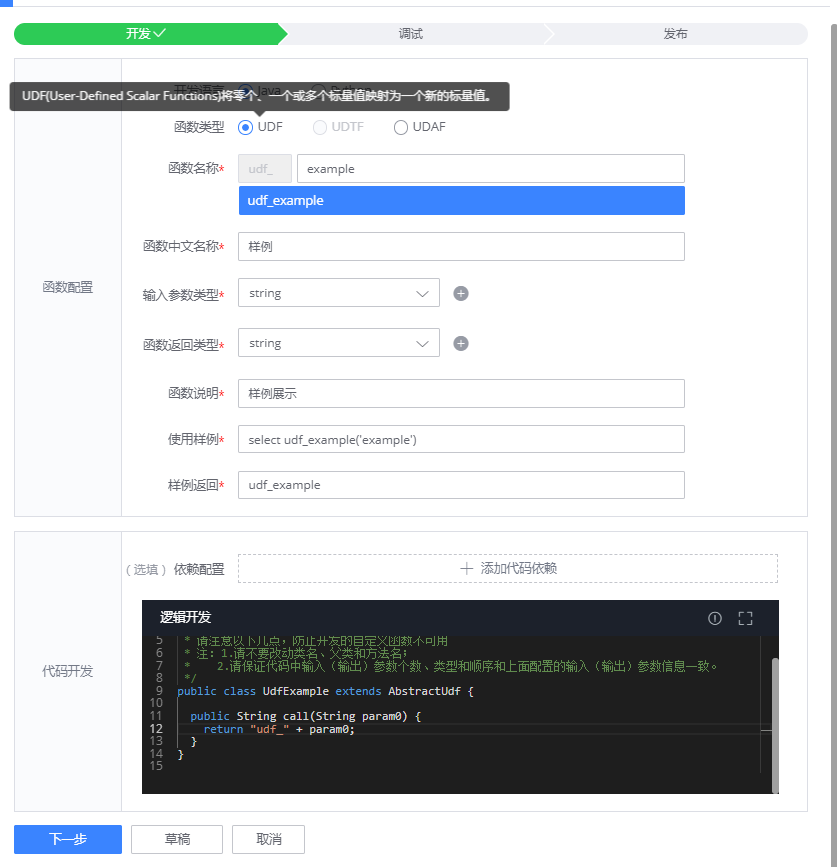 开发
调试
发布
UDF(User-Defined Scalar Functions)将零个、一个或多个标量值映射为一个新的标量值。
函数类型 UDF UDTF UDAF
函数名称* udf_ example
udf_example
函数中文名称* 样例
函数配置
输入参数类型* string
函数返回类型* string
函数说明* 样例展示
使用样例* select udf_example('example')
样例返回* udf_example
（选填）依赖配置 添加代码依赖
代码开发
逻辑开发
5 * 请注意以下几点，防止开发的自定义函数不可用
6 * 注：1.请不要改动类名、父类和方法名；
7 * 2.请保证代码中输入（输出）参数个数、类型和顺序和上面配置的输入（输出）参数信息一致。
8 */
9 public class UdfExample extends AbstractUdf {
10
11 public String call(String param0) {
12 return "udf_" + param0;
13 }
14 }
15
下一步 草稿 取消